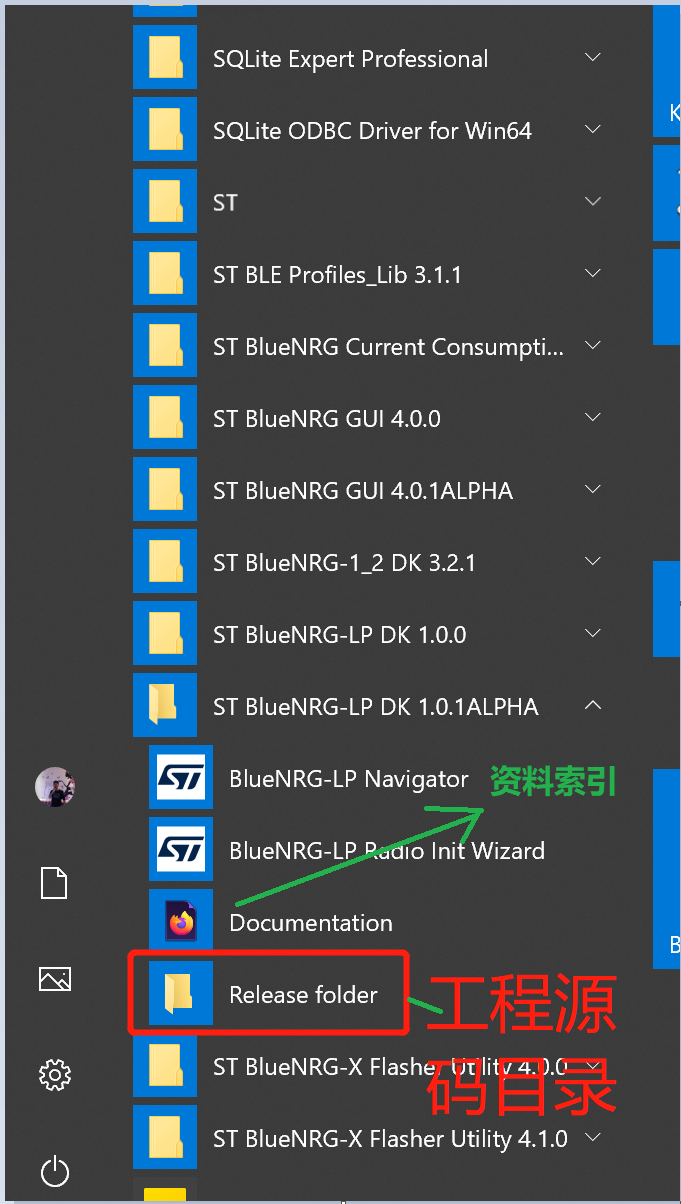 SQLite Expert Professional
SQLite ODBC Driver for Win64
ST
ST BLE Profiles_Lib 3.1.1
ST BlueNRG Current Consumpti...
ST BlueNRG GUI 4.0.0
ST BlueNRG GUI 4.0.1ALPHA
ST BlueNRG-1_2 DK 3.2.1
ST BlueNRG-LP DK 1.0.0
ST BlueNRG-LP DK 1.0.1ALPHA
BlueNRG-LP Navigator 资料索引
BlueNRG-LP Radio Init Wizard
Documentation
Release folder
工程源
码目录
ST BlueNRG-X Flasher Utility 4.0.0
ST BlueNRG-X Flasher Utility 4.1.0